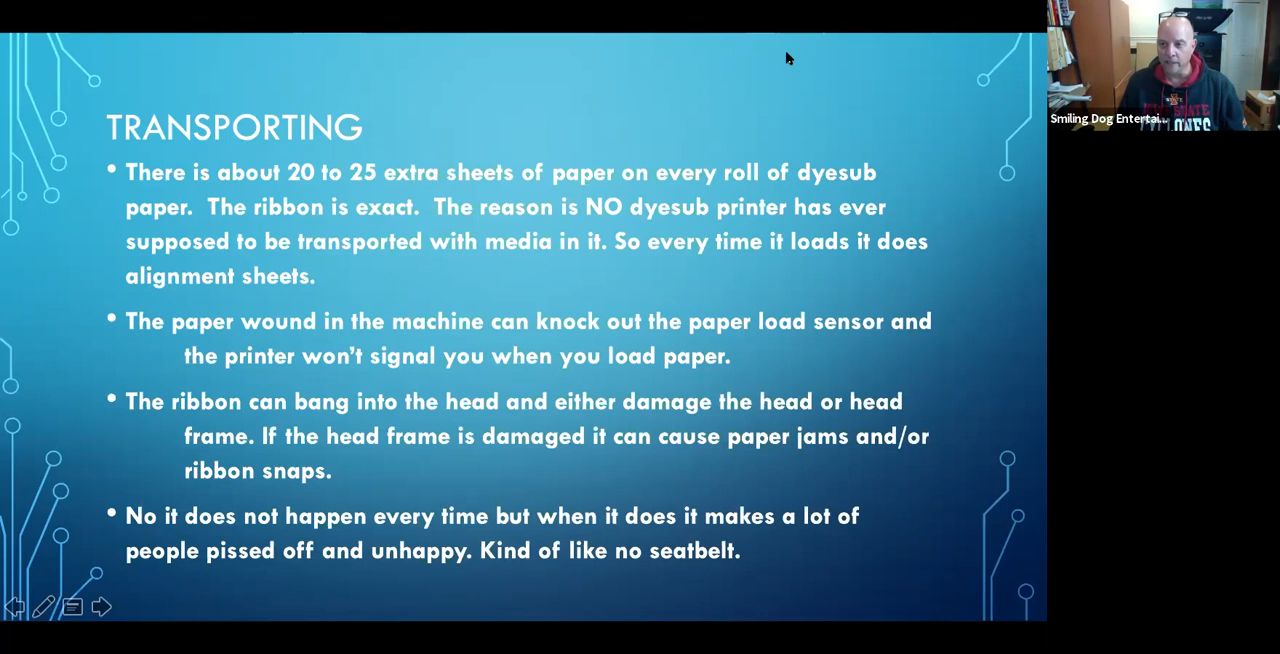 TRANSPORTING
• There is about 20 to 25 extra sheets of paper on every roll of dyesub
paper.  The ribbon is exact.  The reason is NO dyesub printer has ever
supposed to be transported with media in it. So every time it loads it does
alignment sheets.
• The paper wound in the machine can knock out the paper load sensor and
the printer won't signal you when you load paper.
• The ribbon can bang into the head and either damage the head or head
frame. If the head frame is damaged it can cause paper jams and/or
ribbon snaps.
• No it does not happen every time but when it does it makes a lot of
people pissed off and unhappy. Kind of like no seatbelt.
Smiling Dog Entertai...